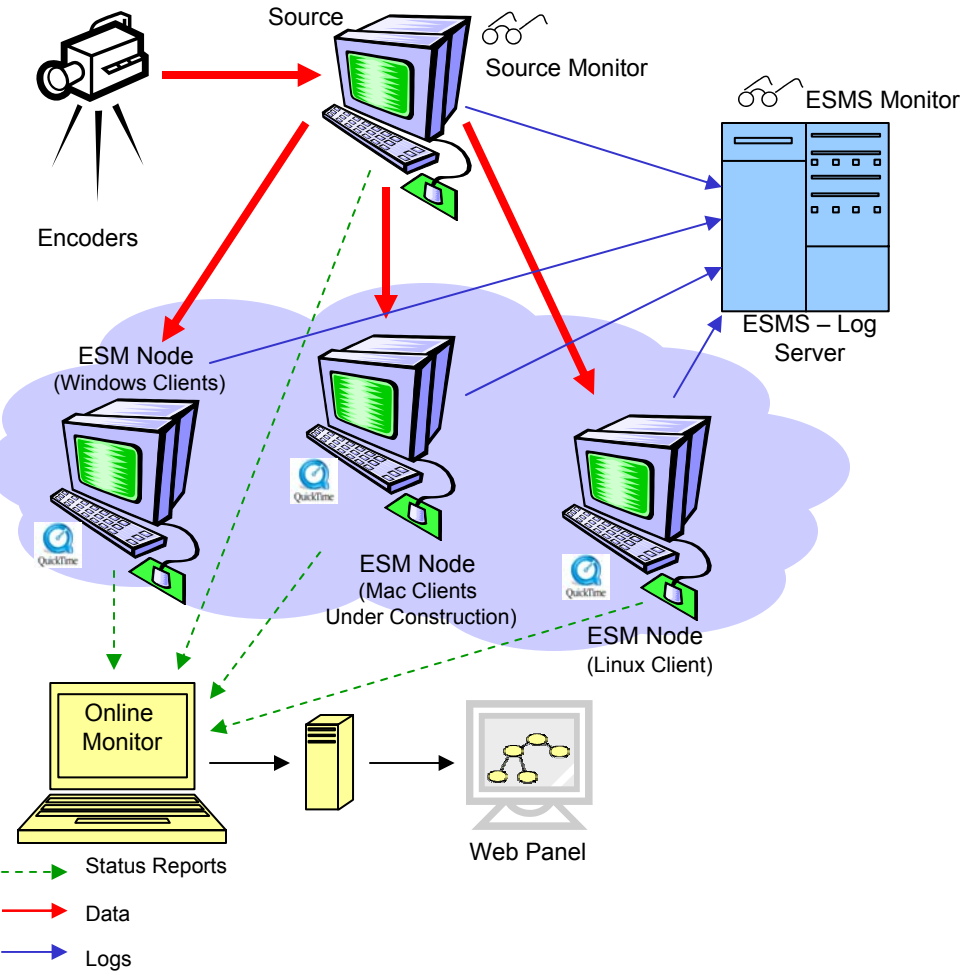 Source
Source Monitor
ESMS Monitor
Encoders
ESMS – Log
Server
ESM Node
(Windows Clients)
QuickTime
QuickTime
ESM Node
(Mac Clients
Under Construction)
QuickTime
ESM Node
(Linux Client)
Online
Monitor
Web Panel
Status Reports
Data
Logs